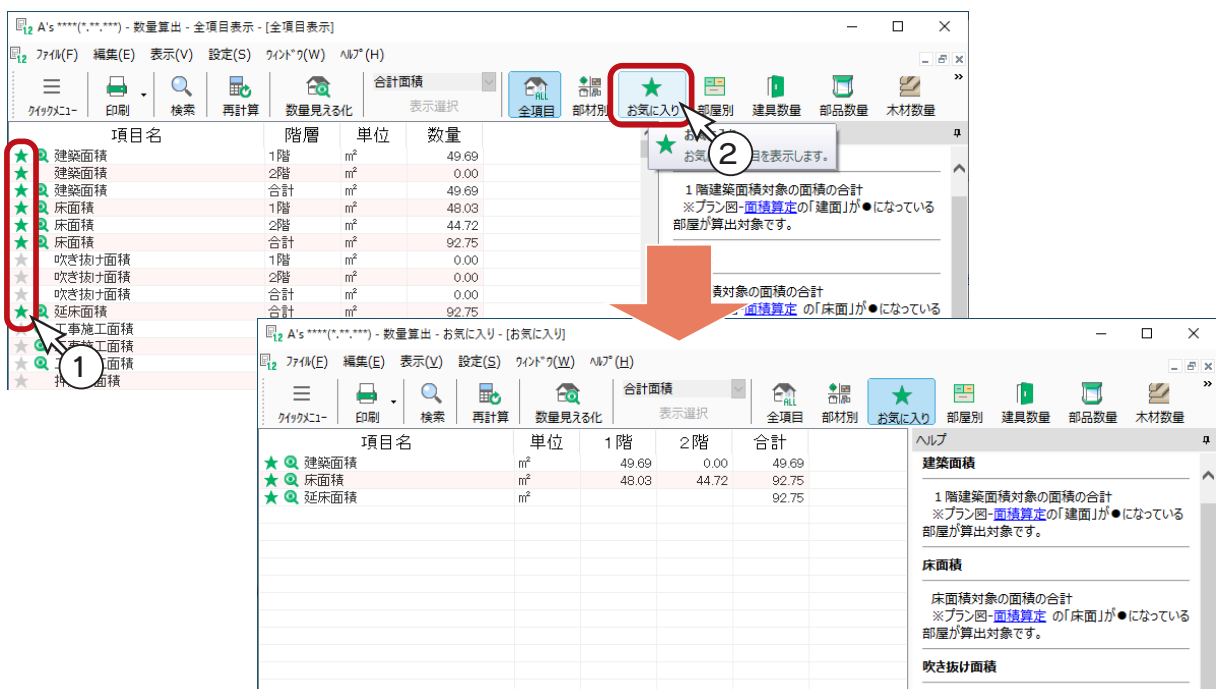 A's ****(*.**.***) - 数量算出 - 全項目表示 - [全項目表示]
ﾌｧｲﾙ(F) 編集(E) 表示(V) 設定(S) ｳｨﾝﾄﾞｳ(W) ﾍﾙﾌﾟ(H)
合計面積
ｸｲｯｸﾒﾆｭｰ 印刷 検索 再計算 数量見える化 表示選択 全項目 部材別 お気に入り 部屋別 建具数量 部品数量 木材数量
項目名 階層 単位 数量
建築面積 1階 m² 49.69
建築面積 2階 m² 0.00
建築面積 合計 m² 49.69
床面積 1階 m² 48.03
床面積 2階 m² 44.72
床面積 合計 m² 92.75
吹き抜け面積 1階 m² 0.00
吹き抜け面積 2階 m² 0.00
吹き抜け面積 合計 m² 0.00
延床面積 合計 m² 92.75
工事施工面積
工事施工面積
面積
面積
1
2
目を表示します。
1階建築面積対象の面積の合計
※プラン図-面積算定の「建面」が●になっている
部屋が算出対象です。
対象の面積の合計
面積算定 の「床面」が●になっている
A's ****(*.**.***) - 数量算出 - お気に入り - [お気に入り]
ﾌｧｲﾙ(F) 編集(E) 表示(V) 設定(S) ｳｨﾝﾄﾞｳ(W) ﾍﾙﾌﾟ(H)
合計面積
ｸｲｯｸﾒﾆｭｰ 印刷 検索 再計算 数量見える化 表示選択 全項目 部材別 お気に入り 部屋別 建具数量 部品数量 木材数量
項目名 単位 1階 2階 合計
建築面積 m² 49.69 0.00 49.69
床面積 m² 48.03 44.72 92.75
延床面積 m² 92.75
ヘルプ
建築面積
1階建築面積対象の面積の合計
※プラン図-面積算定の「建面」が●になっている
部屋が算出対象です。
床面積
床面積対象の面積の合計
※プラン図-面積算定 の「床面」が●になっている
部屋が算出対象です。
吹き抜け面積